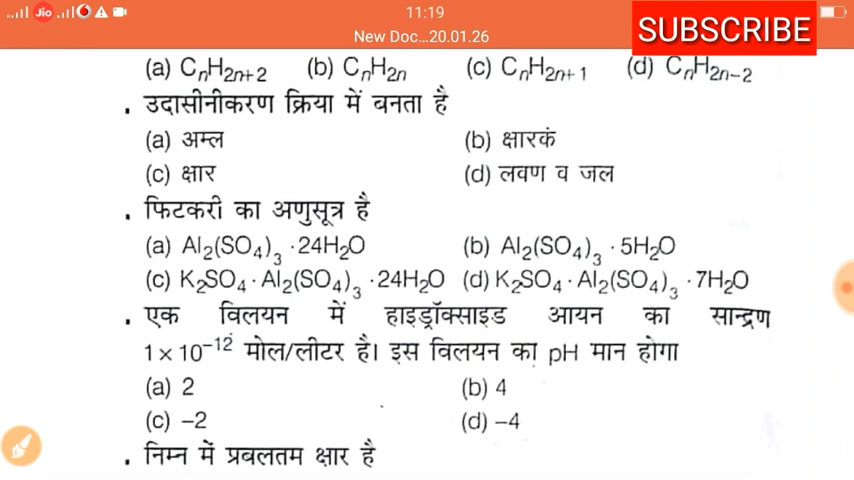 Jio
11:19
New Doc...20.01.26
SUBSCRIBE
(a) CₙH₂ₙ₊₂ (b) CₙH₂ₙ (c) CₙH₂ₙ₊₁ (d) CₙH₂ₙ₋₂
. उदासीनीकरण क्रिया में बनता है
(a) अम्ल (b) क्षारकं
(c) क्षार (d) लवण व जल
. फिटकरी का अणुसूत्र है
(a) Al₂(SO₄)₃ ·24H₂O (b) Al₂(SO₄)₃ · 5H₂O
(c) K₂SO₄ · Al₂(SO₄)₃ ·24H₂O (d) K₂SO₄ · Al₂(SO₄)₃ ·7H₂O
. एक विलयन में हाइड्रॉक्साइड आयन का सान्द्रण
1 × 10⁻¹² मोल/लीटर है। इस विलयन का pH मान होगा
(a) 2 (b) 4
(c) –2 (d) –4
. निम्न में प्रबलतम क्षार है